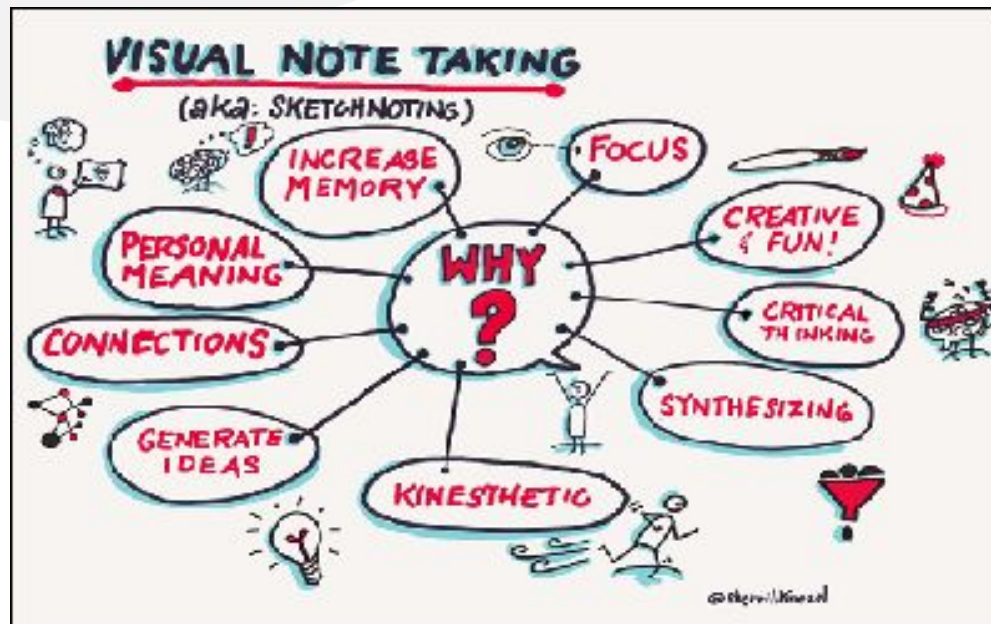 VISUAL NOTE TAKING
(aka: SKETCHNOTING)
INCREASE
MEMORY
FOCUS
CREATIVE
& FUN!
PERSONAL
MEANING
WHY
?
CRITICAL
THINKING
CONNECTIONS
SYNTHESIZING
GENERATE
IDEAS
KINESTHETIC